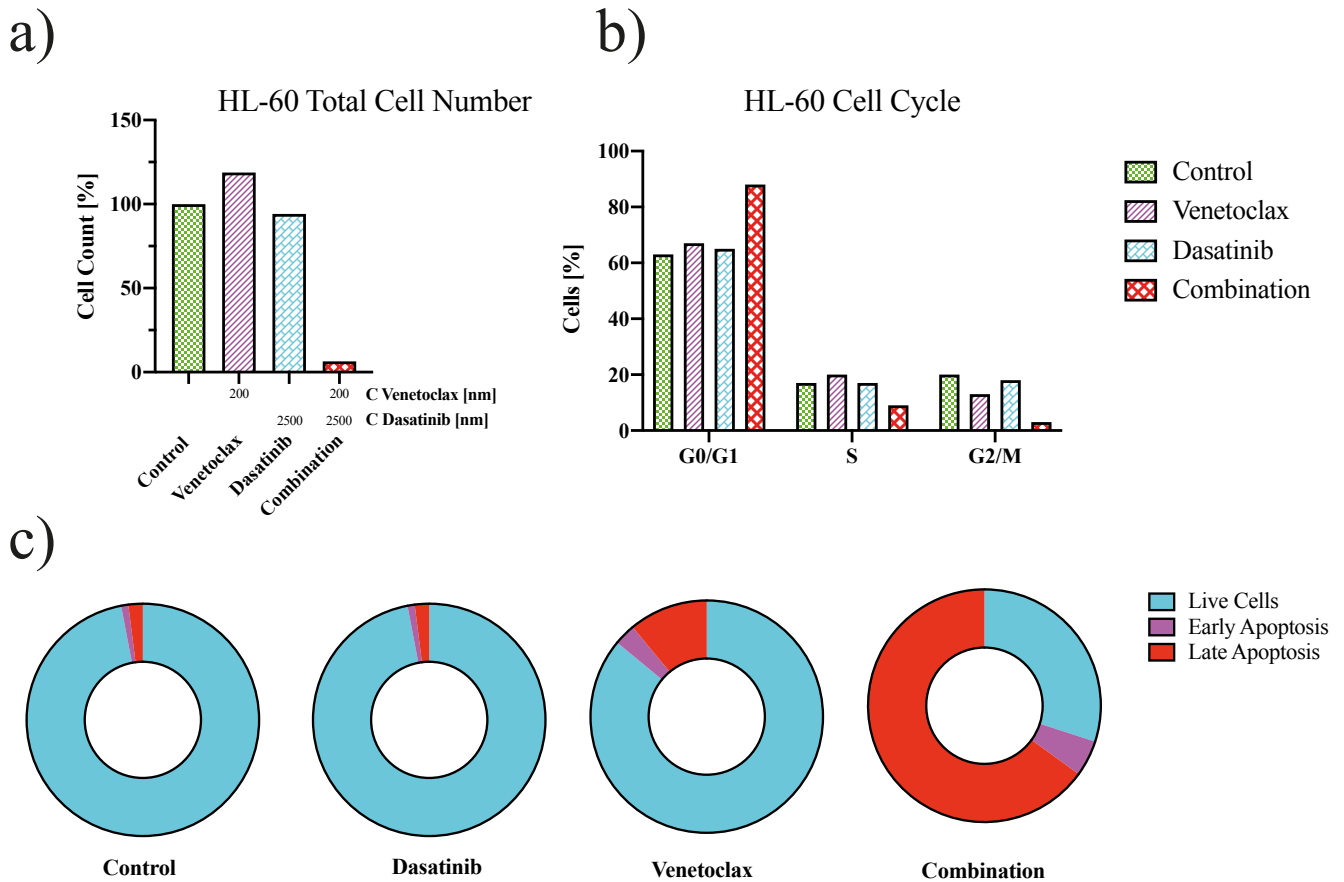 a)
HL-60 Total Cell Number
Cell Count [%]
150
100
50
0
200
200
C Venetoclax [nm]
2500
2500
C Dasatinib [nm]
Control
Venetoclax
Dasatinib
Combination
b)
HL-60 Cell Cycle
Cells [%]
100
80
60
40
20
0
G0/G1
S
G2/M
Control
Venetoclax
Dasatinib
Combination
c)
Live Cells
Early Apoptosis
Late Apoptosis
Control
Dasatinib
Venetoclax
Combination